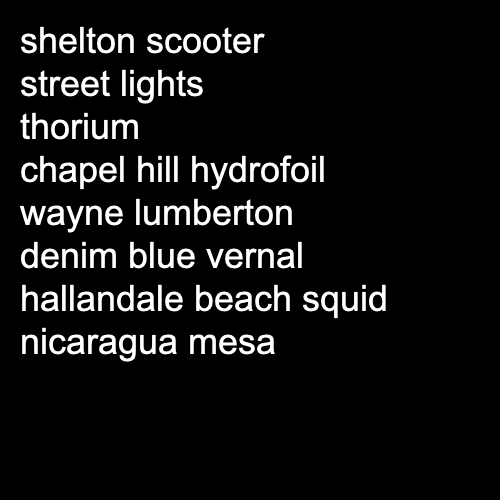 shelton scooter
street lights
thorium
chapel hill hydrofoil
wayne lumberton
denim blue vernal
hallandale beach squid
nicaragua mesa